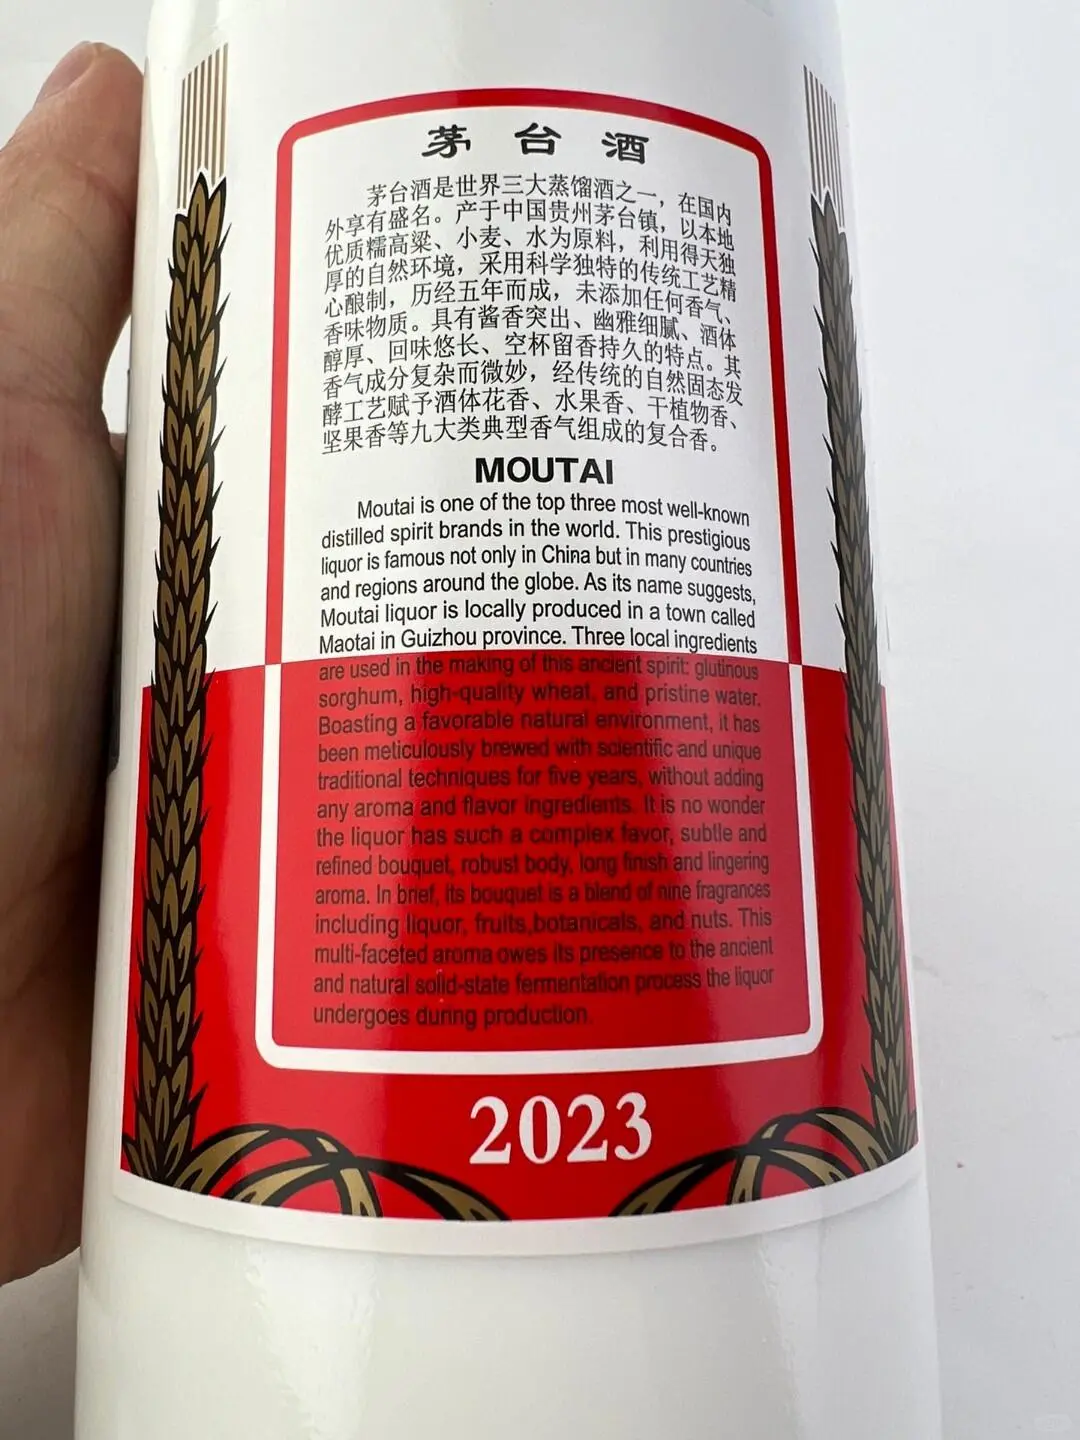 茅台酒
茅台酒是世界三大蒸馏酒之一，在国内
外享有盛名。产于中国贵州茅台镇，以本地
优质糯高粱、小麦、水为原料，利用得天独
厚的自然环境，采用科学独特的传统工艺精
心酿制，历经五年而成，未添加任何香气、
香味物质。具有酱香突出、幽雅细腻、酒体
醇厚、回味悠长、空杯留香持久的特点。其
香气成分复杂而微妙，经传统的自然固态发
酵工艺赋予酒体花香、水果香、干植物香、
坚果香等九大类典型香气组成的复合香。
MOUTAI
Moutai is one of the top three most well-known
distilled spirit brands in the world. This prestigious
liquor is famous not only in China but in many countries
and regions around the globe. As its name suggests,
Moutai liquor is locally produced in a town called
Maotai in Guizhou province. Three local ingredients
are used in the making of this ancient spirit: glutinous
sorghum, high-quality wheat, and pristine water.
Boasting a favorable natural environment, it has
been meticulously brewed with scientific and unique
traditional techniques for five years, without adding
any aroma and flavor ingredients. It is no wonder
the liquor has such a complex favor, subtle and
refined bouquet, robust body, long finish and lingering
aroma. In brief, its bouquet is a blend of nine fragrances
including liquor, fruits,botanicals, and nuts. This
multi-faceted aroma owes its presence to the ancient
and natural solid-state fermentation process the liquor
undergoes during production.
2023